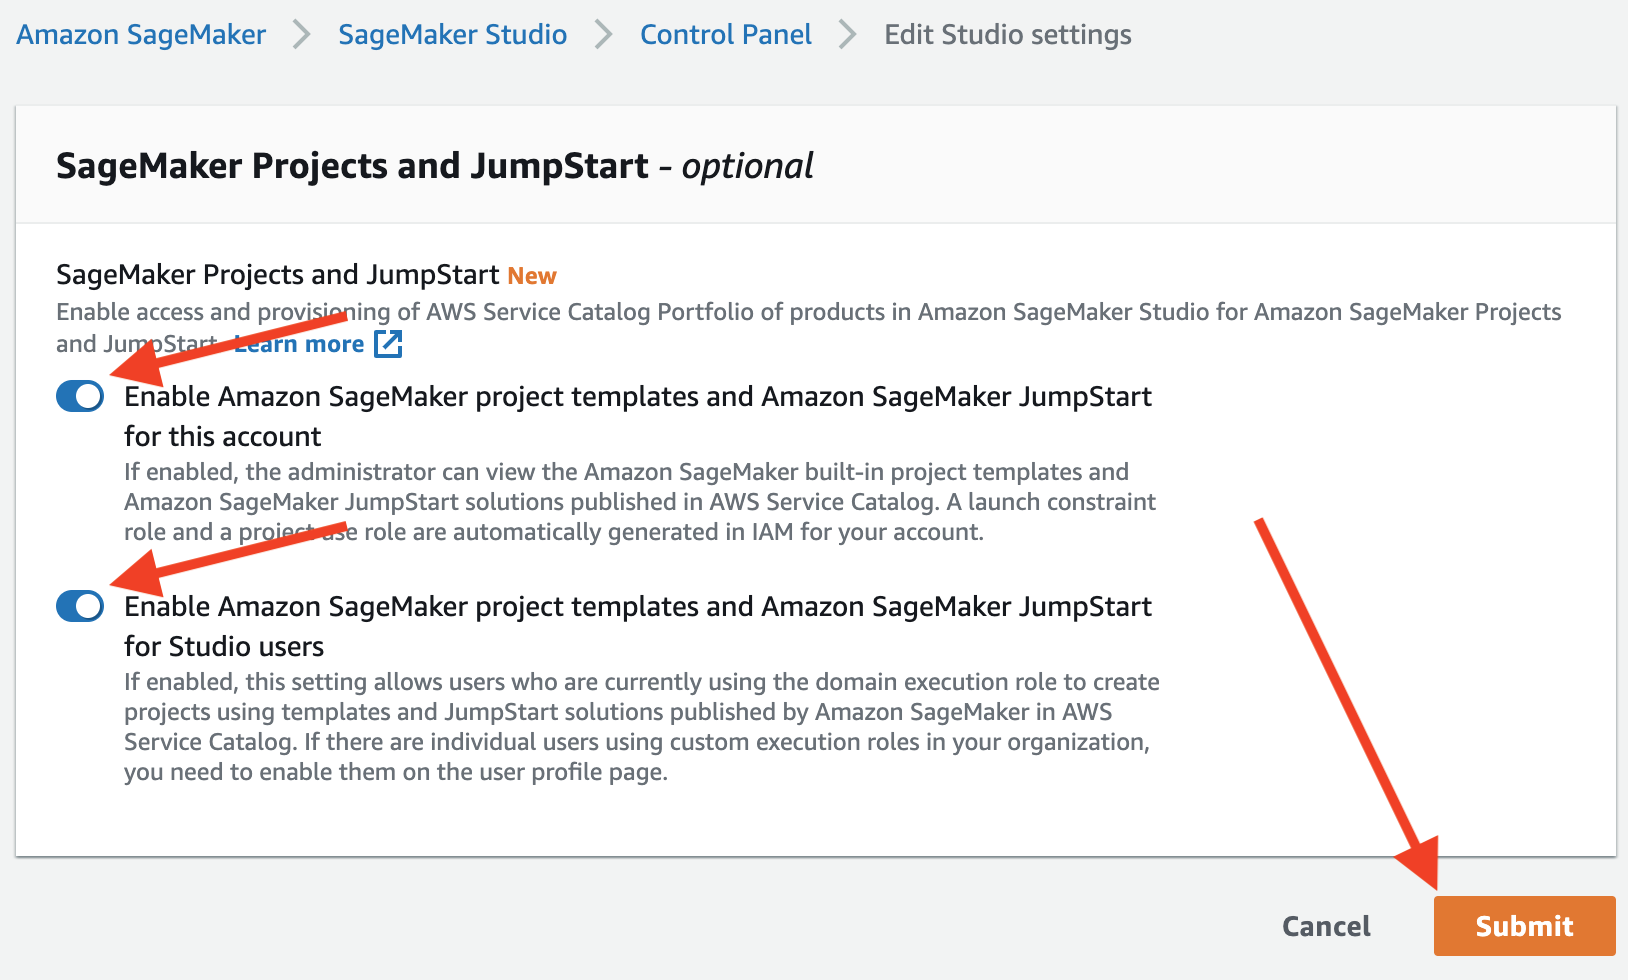 Amazon SageMaker > SageMaker Studio > Control Panel > Edit Studio settings
SageMaker Projects and JumpStart - optional
SageMaker Projects and JumpStart New
Enable access and provisioning of AWS Service Catalog Portfolio of products in Amazon SageMaker Studio for Amazon SageMaker Projects
and JumpStart. Learn more
Enable Amazon SageMaker project templates and Amazon SageMaker JumpStart
for this account
If enabled, the administrator can view the Amazon SageMaker built-in project templates and
Amazon SageMaker JumpStart solutions published in AWS Service Catalog. A launch constraint
role and a project use role are automatically generated in IAM for your account.
Enable Amazon SageMaker project templates and Amazon SageMaker JumpStart
for Studio users
If enabled, this setting allows users who are currently using the domain execution role to create
projects using templates and JumpStart solutions published by Amazon SageMaker in AWS
Service Catalog. If there are individual users using custom execution roles in your organization,
you need to enable them on the user profile page.
Cancel
Submit